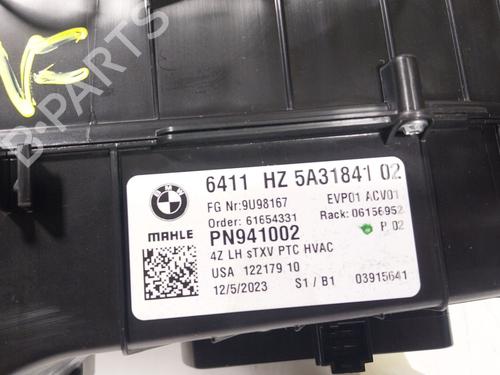 B-PARTS
6411 HZ 5A31841 02
FG Nr:9U98167 EVP01 ACV01
Order: 61654331 Rack: 06156952
MAHLE PN941002 P 02
4Z LH sTXV PTC HVAC
USA 122179 10
12/5/2023 S1 / B1 03915641